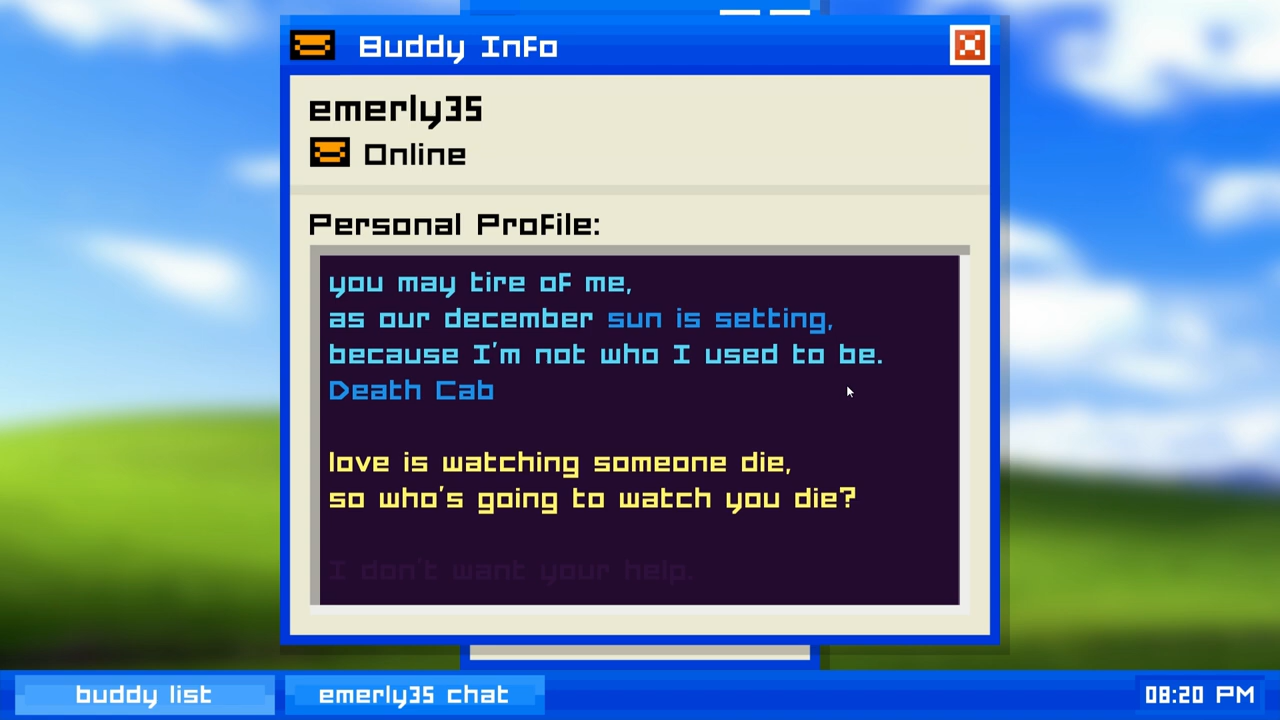 Buddy Info
emerly35
Online
Personal Profile:
you may tire of me,
as our december sun is setting,
because I'm not who I used to be.
Death Cab
love is watching someone die,
so who's going to watch you die?
I don't want your help.
buddy list
emerly35 chat
08:20 PM